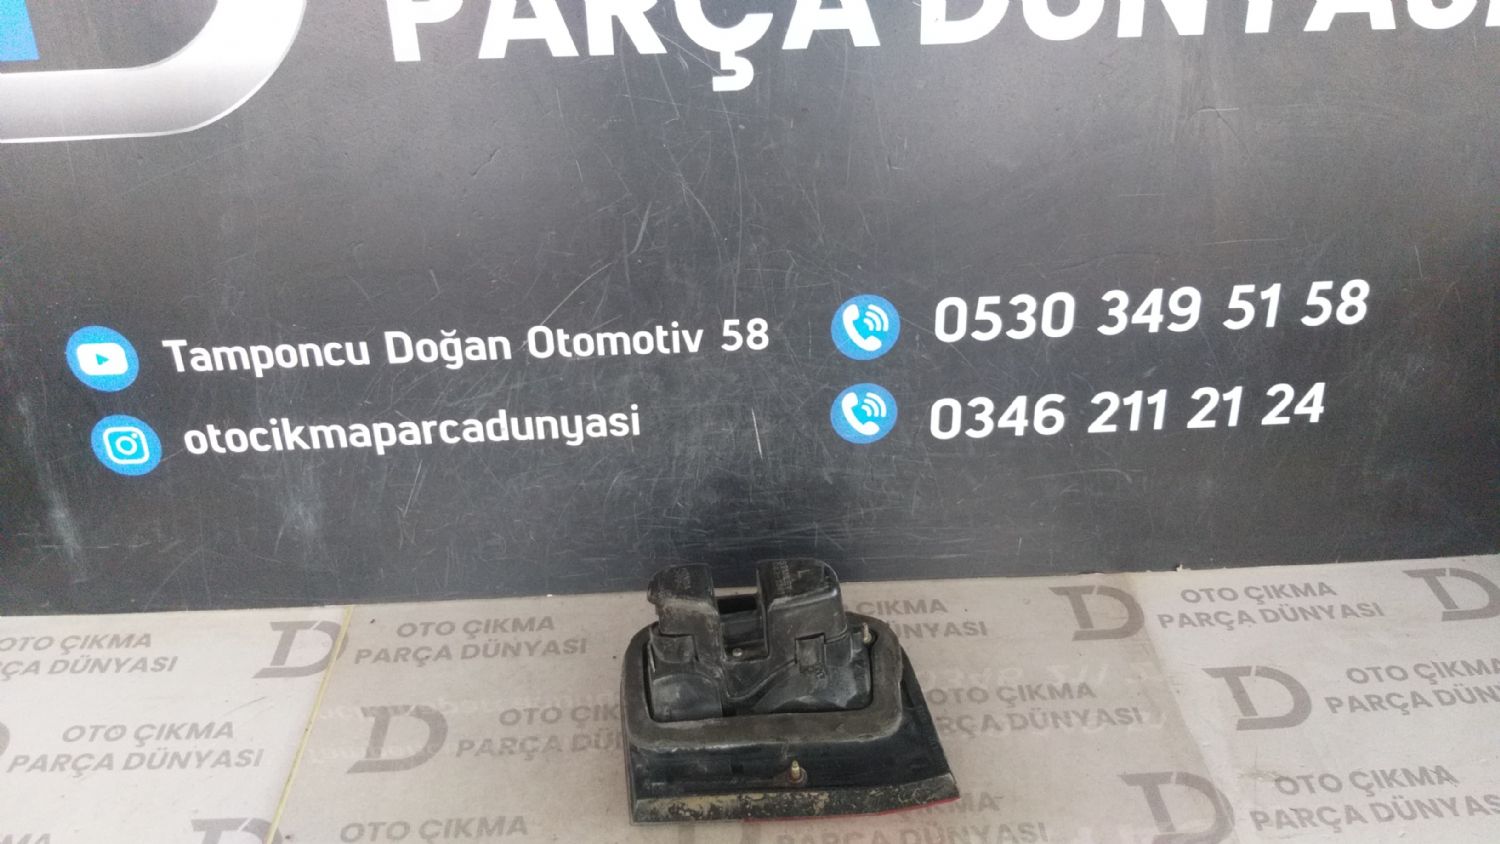 PARÇA DÜNYASI
Tamponcu Doğan Otomotiv 58
0530 349 51 58
otocikmaparcadunyasi
0346 211 21 24
OTO ÇIKMA
PARÇA DÜNYASI
OTO ÇIKMA
PARÇA DÜNYASI
ÇIKMA
DÜNYASI
OTO ÇIKMA
PARÇA DÜNYASI
OTO ÇIKMA
PARÇA DÜNYASI
OTO
PARÇA
ÇIKMA
PARÇA DÜNYASI
OTO ÇIKMA
PARÇA DÜNYASI
OTO ÇIKMA
OTO ÇIKMA
PARÇA DÜNYASI